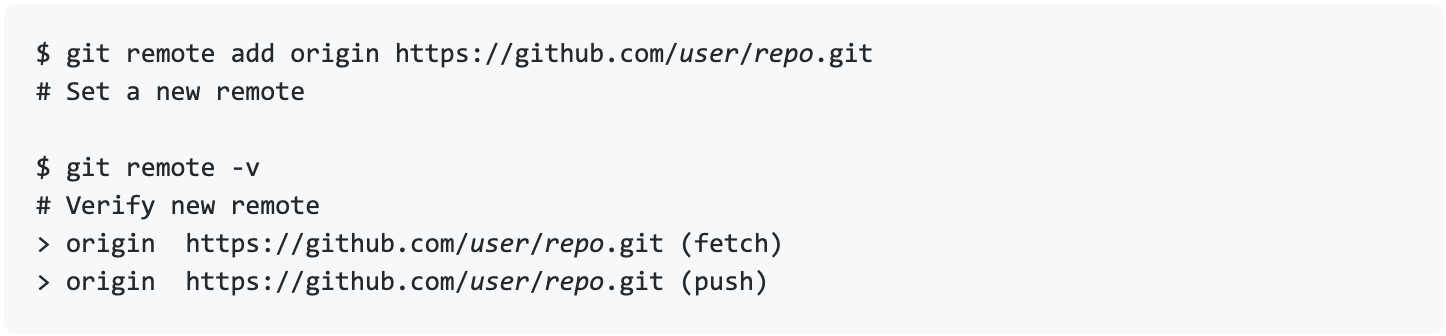 $ git remote add origin https://github.com/user/repo.git
# Set a new remote
$ git remote -v
# Verify new remote
> origin  https://github.com/user/repo.git (fetch)
> origin  https://github.com/user/repo.git (push)